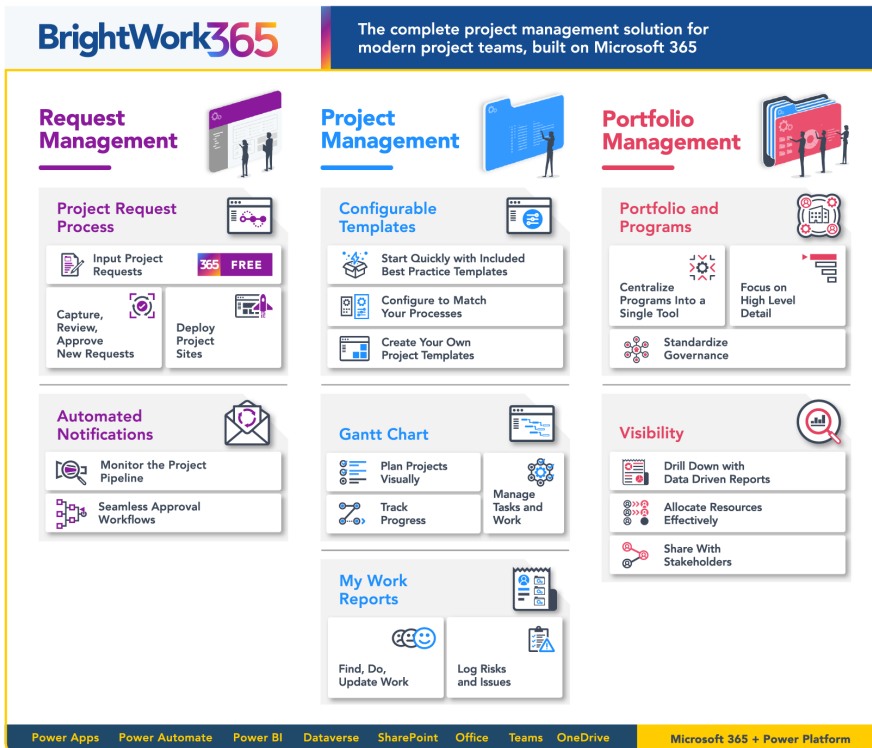 BrightWork365
The complete project management solution for
modern project teams, built on Microsoft 365
Request
Management
Project Request
Process
Input Project
Requests
365 FREE
Capture,
Review,
Approve
New Requests
Deploy
Project
Sites
Automated
Notifications
Monitor the Project
Pipeline
Seamless Approval
Workflows
Project
Management
Configurable
Templates
Start Quickly with Included
Best Practice Templates
Configure to Match
Your Processes
Create Your Own
Project Templates
Gantt Chart
Plan Projects
Visually
Track
Progress
Manage
Tasks and
Work
My Work
Reports
Find, Do,
Update Work
Log Risks
and Issues
Portfolio
Management
Portfolio and
Programs
Centralize
Programs Into a
Single Tool
Focus on
High Level
Detail
Standardize
Governance
Visibility
Drill Down with
Data Driven Reports
Allocate Resources
Effectively
Share With
Stakeholders
Power Apps Power Automate Power BI Dataverse SharePoint Office Teams OneDrive Microsoft 365 + Power Platform